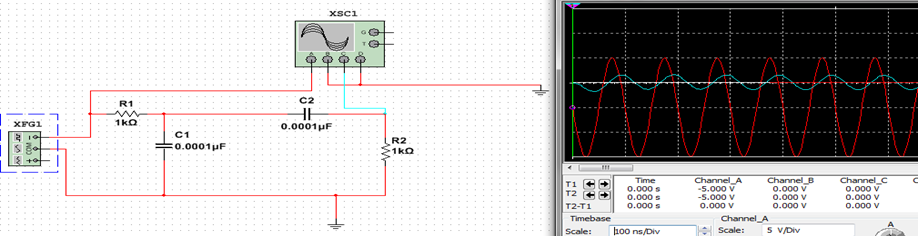 XSC1
G
T
A B C D
R1
1kΩ
C2
0.0001μF
XFG1
C1
0.0001μF
R2
1kΩ
Time Channel_A Channel_B Channel_C
T1 0.000 s -5.000 V 0.000 V 0.000 V
T2 0.000 s -5.000 V 0.000 V 0.000 V
T2-T1 0.000 s 0.000 V 0.000 V 0.000 V
Timebase Channel_A
Scale: 100 ns/Div Scale: 5 V/Div
A